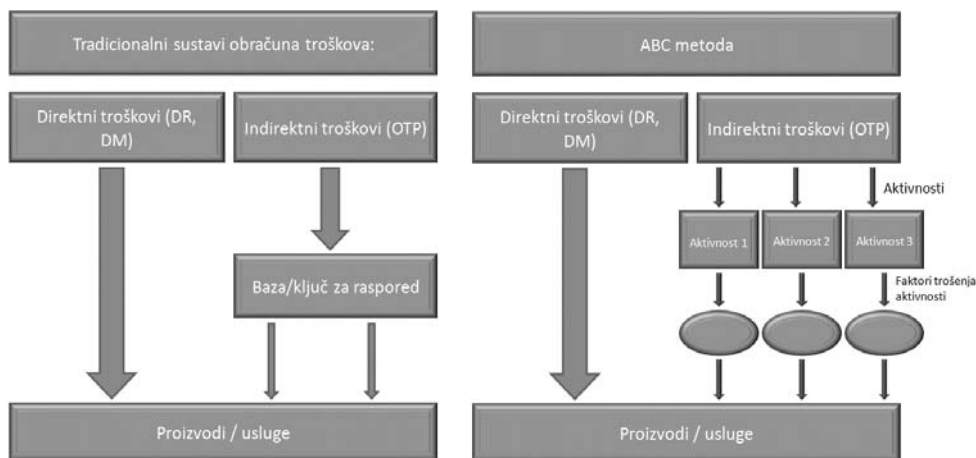 Tradicionalni sustavi obračuna troškova:
Direktni troškovi (DR,
DM)
Indirektni troškovi (OTP)
Baza/ključ za raspored
Proizvodi / usluge
ABC metoda
Direktni troškovi (DR,
DM)
Indirektni troškovi (OTP)
Aktivnosti
Aktivnost 1
Aktivnost 2
Aktivnost 3
Faktori trošenja
aktivnosti
Proizvodi / usluge